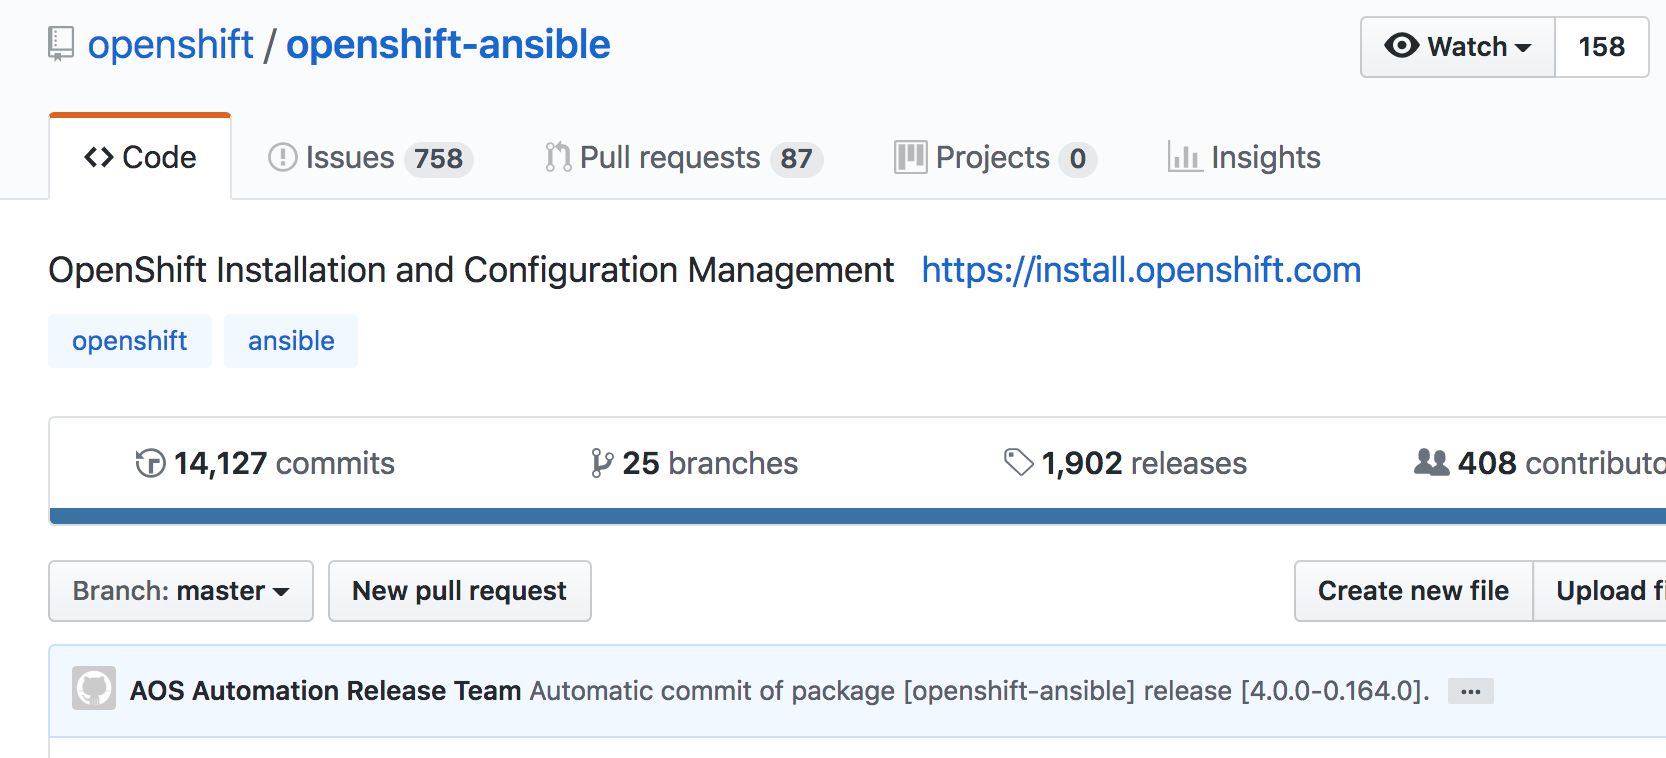 openshift / openshift-ansible
Watch 158
Code Issues 758 Pull requests 87 Projects 0 Insights
OpenShift Installation and Configuration Management https://install.openshift.com
openshift ansible
14,127 commits 25 branches 1,902 releases 408 contributo
Branch: master New pull request Create new file Upload fi
AOS Automation Release Team Automatic commit of package [openshift-ansible] release [4.0.0-0.164.0]. ...